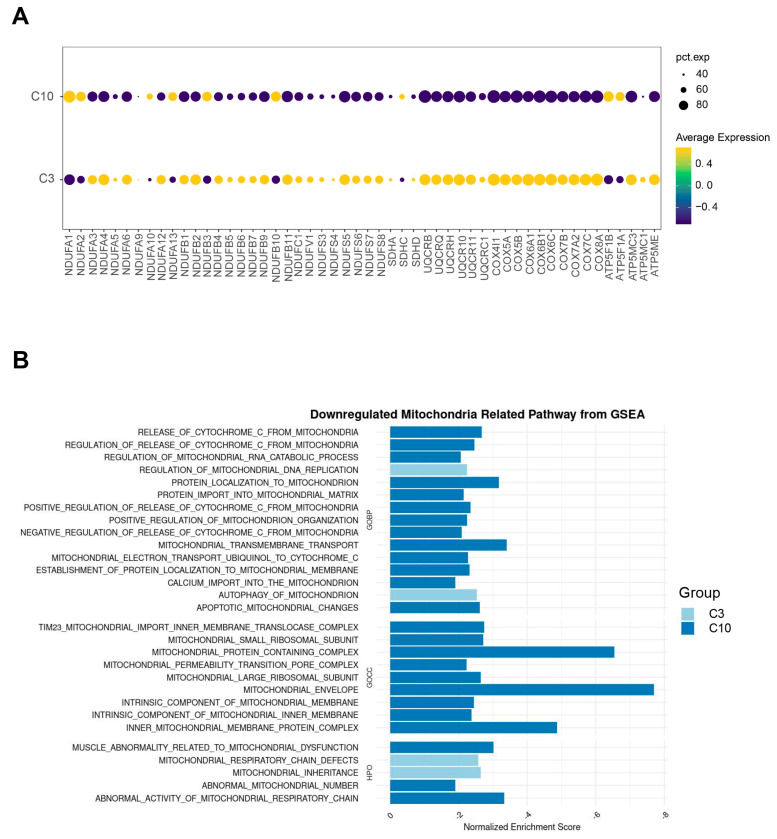 A
C10
C3
NDUFA1
NDUFA2
NDUFA3
NDUFA4
NDUFA5
NDUFA6
NDUFA9
NDUFA10
NDUFA12
NDUFA13
NDUFB1
NDUFB2
NDUFB3
NDUFB4
NDUFB5
NDUFB6
NDUFB7
NDUFB9
NDUFB10
NDUFB11
NDUFC1
NDUFV1
NDUFS3
NDUFS4
NDUFS5
NDUFS6
NDUFS7
NDUFS8
SDHA
SDHC
SDHD
UQCRB
UQCRQ
UQCRH
UQCR10
UQCR11
UQCRC1
COX4I1
COX5A
COX5B
COX6A1
COX6B1
COX6C
COX7B
COX7A2
COX7C
COX8A
ATP5F1B
ATP5F1A
ATP5MC3
ATP5MC1
ATP5ME
pct.exp
40
60
80
Average Expression
0.4
0.0
−0.4
B
Downregulated Mitochondria Related Pathway from GSEA
RELEASE_OF_CYTOCHROME_C_FROM_MITOCHONDRIA
REGULATION_OF_RELEASE_OF_CYTOCHROME_C_FROM_MITOCHONDRIA
REGULATION_OF_MITOCHONDRIAL_RNA_CATABOLIC_PROCESS
REGULATION_OF_MITOCHONDRIAL_DNA_REPLICATION
PROTEIN_LOCALIZATION_TO_MITOCHONDRION
PROTEIN_IMPORT_INTO_MITOCHONDRIAL_MATRIX
POSITIVE_REGULATION_OF_RELEASE_OF_CYTOCHROME_C_FROM_MITOCHONDRIA
POSITIVE_REGULATION_OF_MITOCHONDRION_ORGANIZATION
NEGATIVE_REGULATION_OF_RELEASE_OF_CYTOCHROME_C_FROM_MITOCHONDRIA
MITOCHONDRIAL_TRANSMEMBRANE_TRANSPORT
MITOCHONDRIAL_ELECTRON_TRANSPORT_UBIQUINOL_TO_CYTOCHROME_C
ESTABLISHMENT_OF_PROTEIN_LOCALIZATION_TO_MITOCHONDRIAL_MEMBRANE
CALCIUM_IMPORT_INTO_THE_MITOCHONDRION
AUTOPHAGY_OF_MITOCHONDRION
APOPTOTIC_MITOCHONDRIAL_CHANGES
GOBP
TIM23_MITOCHONDRIAL_IMPORT_INNER_MEMBRANE_TRANSLOCASE_COMPLEX
MITOCHONDRIAL_SMALL_RIBOSOMAL_SUBUNIT
MITOCHONDRIAL_PROTEIN_CONTAINING_COMPLEX
MITOCHONDRIAL_PERMEABILITY_TRANSITION_PORE_COMPLEX
MITOCHONDRIAL_LARGE_RIBOSOMAL_SUBUNIT
MITOCHONDRIAL_ENVELOPE
INTRINSIC_COMPONENT_OF_MITOCHONDRIAL_MEMBRANE
INTRINSIC_COMPONENT_OF_MITOCHONDRIAL_INNER_MEMBRANE
INNER_MITOCHONDRIAL_MEMBRANE_PROTEIN_COMPLEX
GOCC
MUSCLE_ABNORMALITY_RELATED_TO_MITOCHONDRIAL_DYSFUNCTION
MITOCHONDRIAL_RESPIRATORY_CHAIN_DEFECTS
MITOCHONDRIAL_INHERITANCE
ABNORMAL_MITOCHONDRIAL_NUMBER
ABNORMAL_ACTIVITY_OF_MITOCHONDRIAL_RESPIRATORY_CHAIN
HPO
0
-2
-4
-6
-8
Normalized Enrichment Score
Group
C3
C10